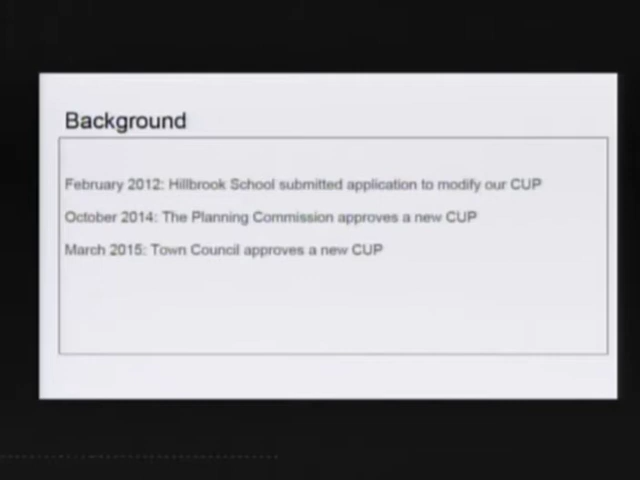 Background
February 2012: Hillbrook School submitted application to modify our CUP
October 2014: The Planning Commission approves a new CUP
March 2015: Town Council approves a new CUP